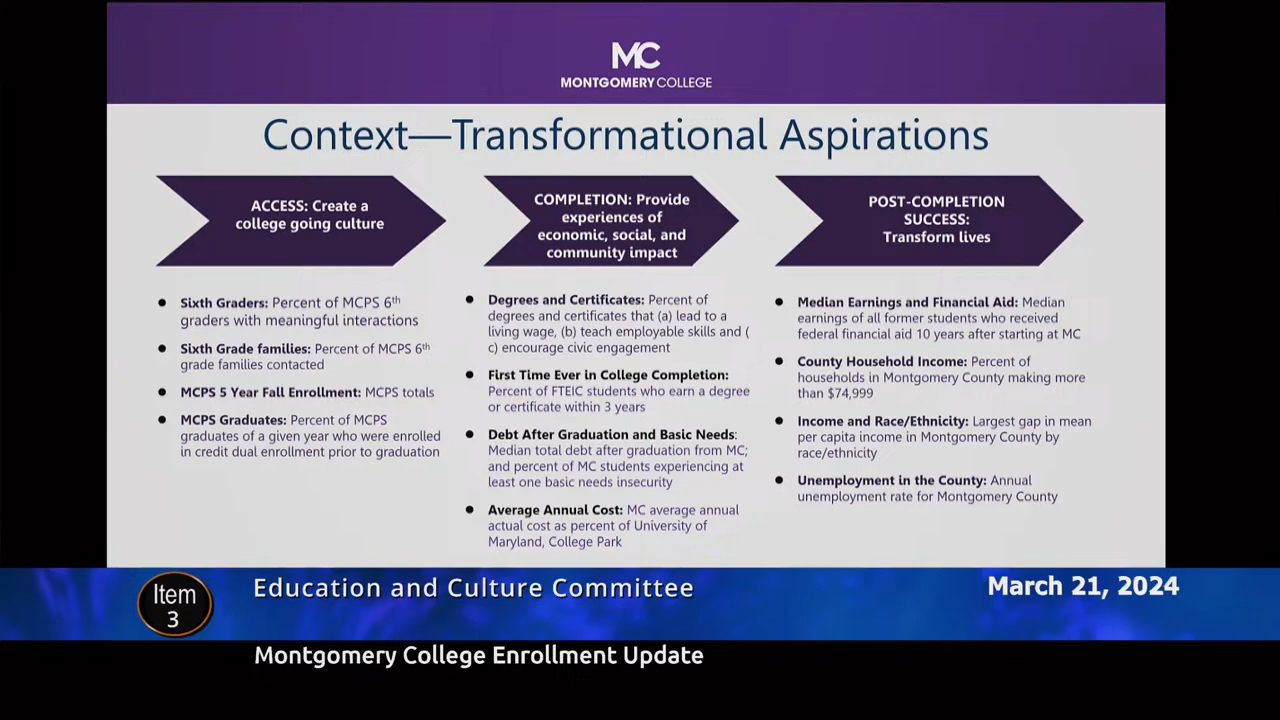 MC
MONTGOMERY COLLEGE
Context—Transformational Aspirations
ACCESS: Create a
college going culture
COMPLETION: Provide
experiences of
economic, social, and
community impact
POST-COMPLETION
SUCCESS:
Transform lives
• Sixth Graders: Percent of MCPS 6th
graders with meaningful interactions
• Sixth Grade families: Percent of MCPS 6th
grade families contacted
• MCPS 5 Year Fall Enrollment: MCPS totals
• MCPS Graduates: Percent of MCPS
graduates of a given year who were enrolled
in credit dual enrollment prior to graduation
• Degrees and Certificates: Percent of
degrees and certificates that (a) lead to a
living wage, (b) teach employable skills and (
c) encourage civic engagement
• First Time Ever in College Completion:
Percent of FTEIC students who earn a degree
or certificate within 3 years
• Debt After Graduation and Basic Needs:
Median total debt after graduation from MC;
and percent of MC students experiencing at
least one basic needs insecurity
• Average Annual Cost: MC average annual
actual cost as percent of University of
Maryland, College Park
• Median Earnings and Financial Aid: Median
earnings of all former students who received
federal financial aid 10 years after starting at MC
• County Household Income: Percent of
households in Montgomery County making more
than $74,999
• Income and Race/Ethnicity: Largest gap in mean
per capita income in Montgomery County by
race/ethnicity
• Unemployment in the County: Annual
unemployment rate for Montgomery County
Item
3
Education and Culture Committee
March 21, 2024
Montgomery College Enrollment Update